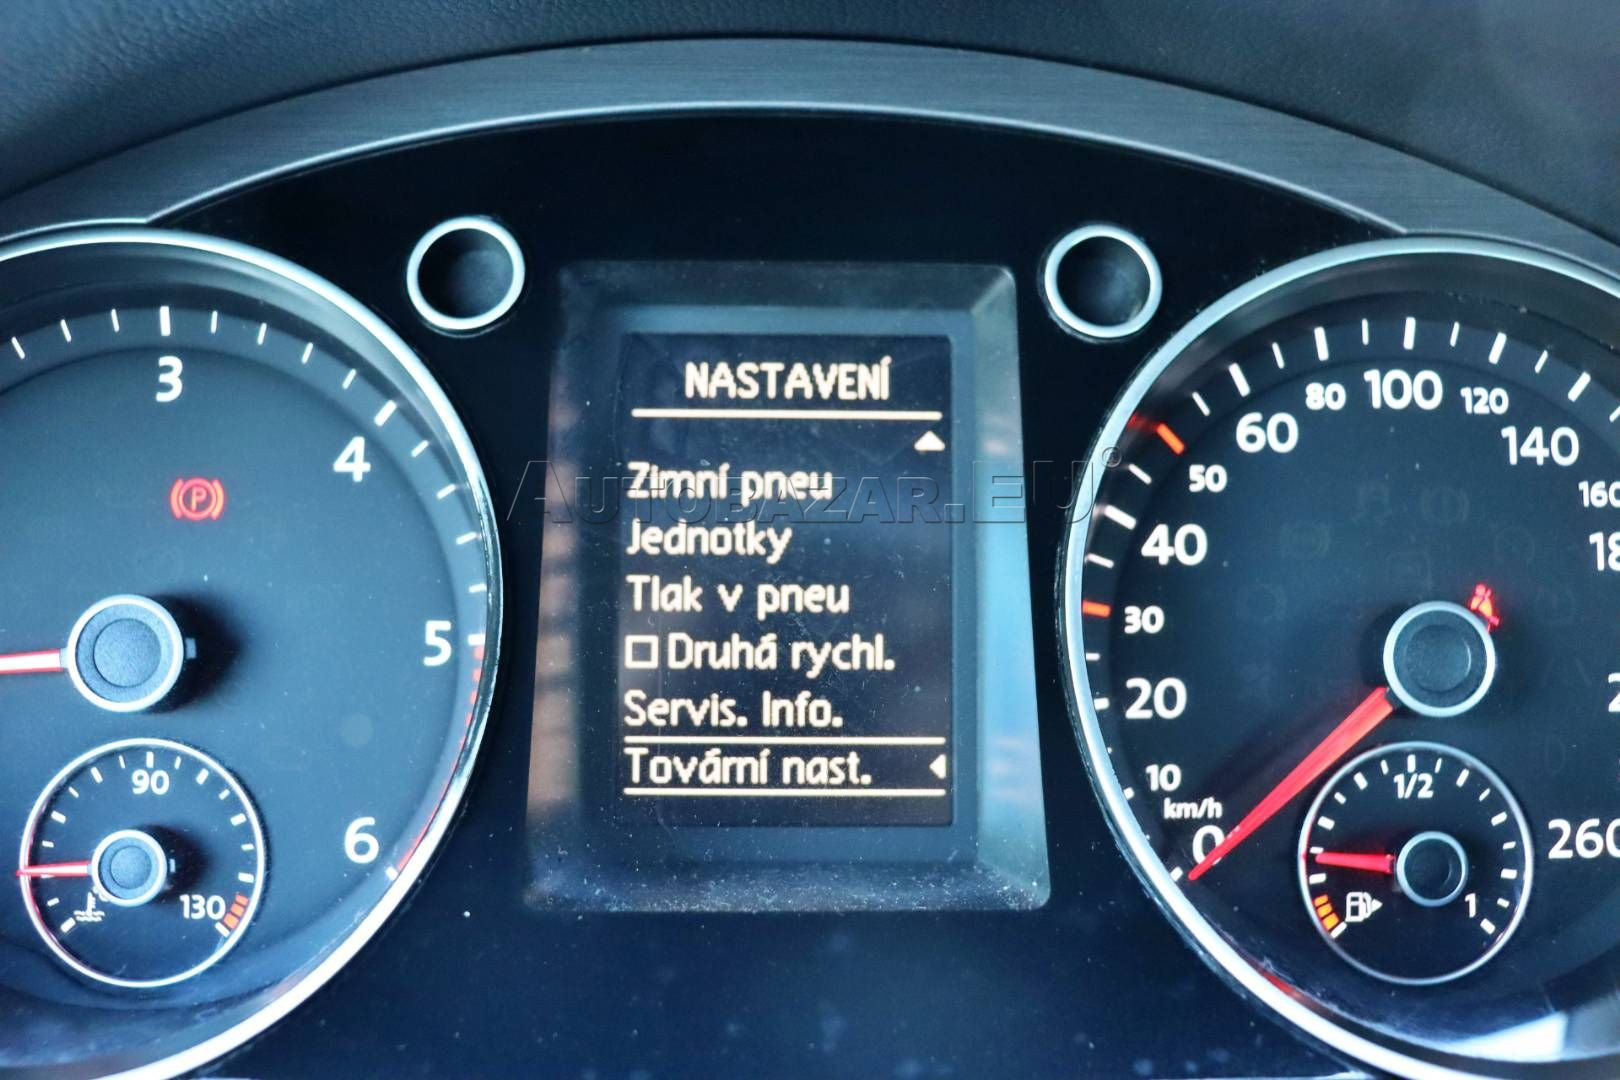 NASTAVENÍ
Zimní pneu
Jednotky
Tlak v pneu
Druhá rychl.
Servis. Info.
Tovární nast.
AUTOBAZAR.EU
3
4
5
6
P
90
130
0
10
20
30
40
50
60
80
100
120
140
260
km/h
1/2
1